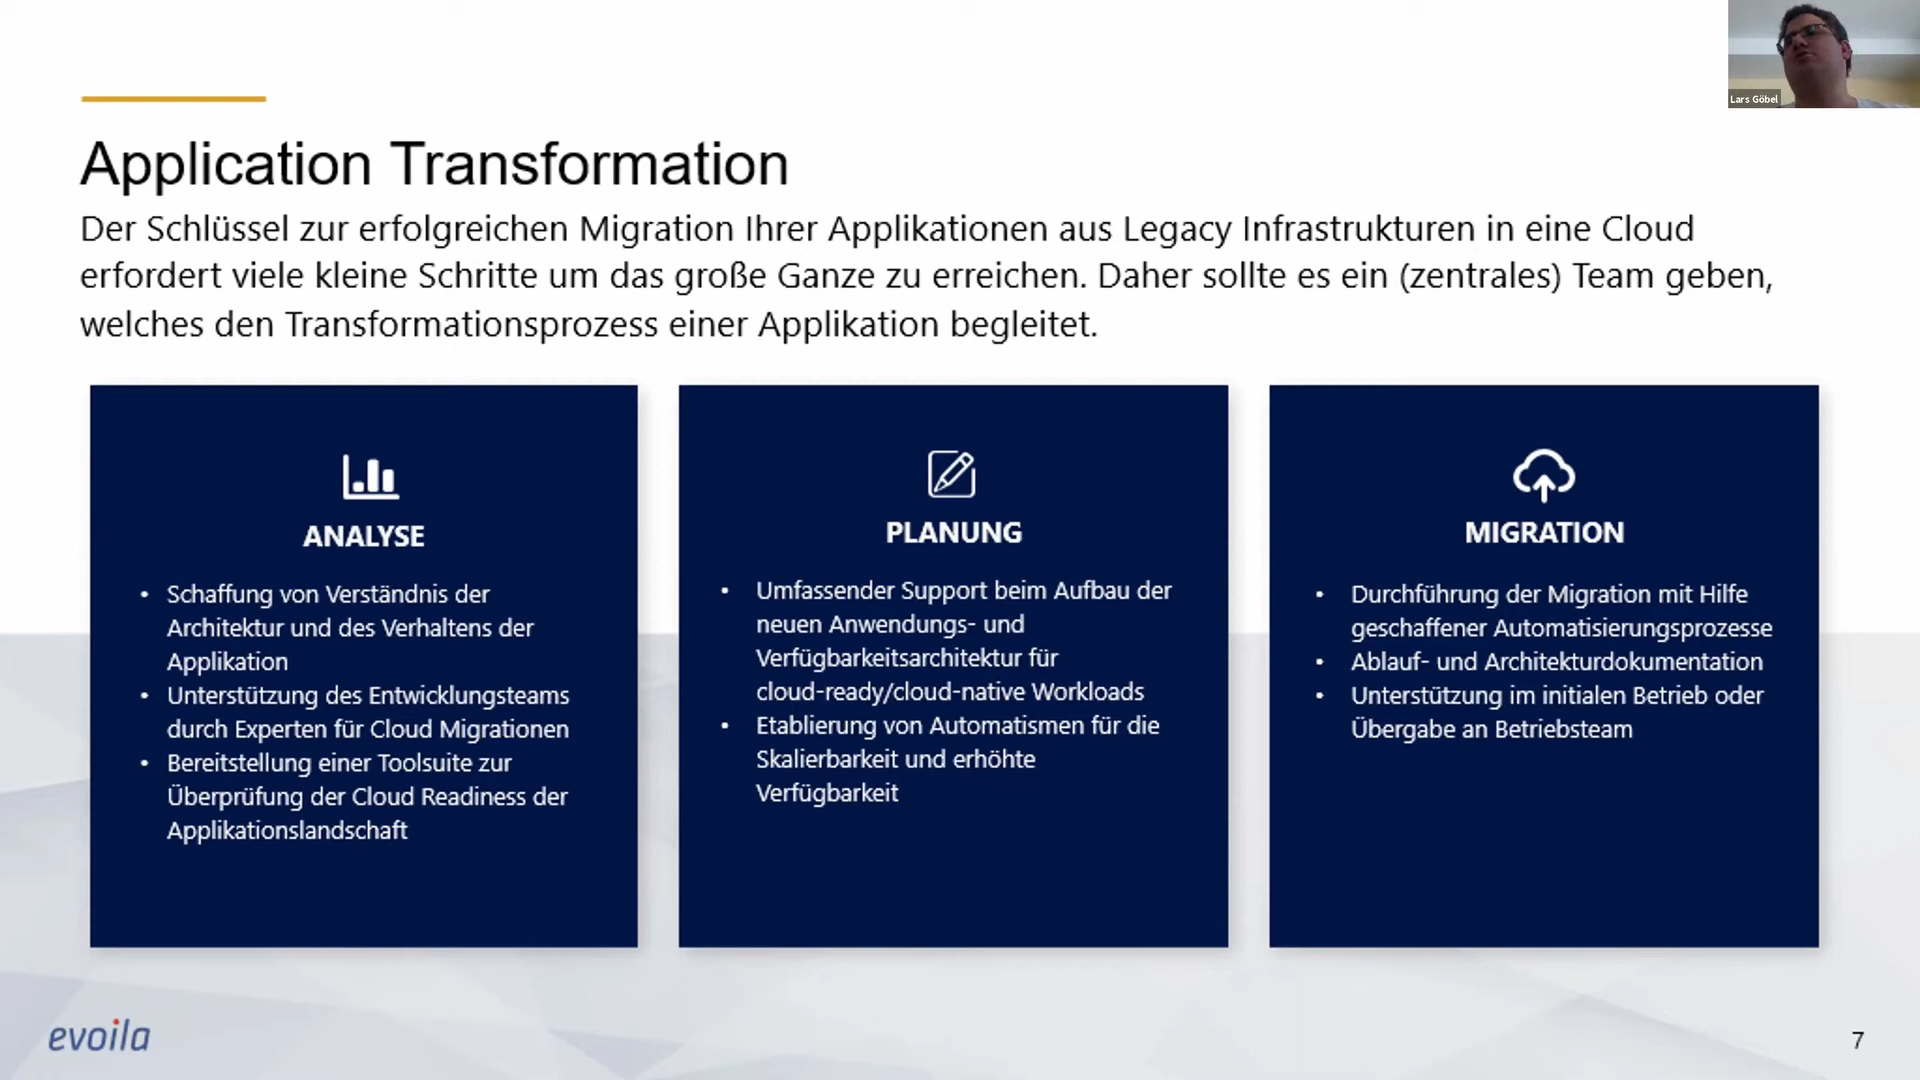 Lars Göbel
Application Transformation
Der Schlüssel zur erfolgreichen Migration Ihrer Applikationen aus Legacy Infrastrukturen in eine Cloud
erfordert viele kleine Schritte um das große Ganze zu erreichen. Daher sollte es ein (zentrales) Team geben,
welches den Transformationsprozess einer Applikation begleitet.
ANALYSE
• Schaffung von Verständnis der
Architektur und des Verhaltens der
Applikation
• Unterstützung des Entwicklungsteams
durch Experten für Cloud Migrationen
• Bereitstellung einer Toolsuite zur
Überprüfung der Cloud Readiness der
Applikationslandschaft
PLANUNG
• Umfassender Support beim Aufbau der
neuen Anwendungs- und
Verfügbarkeitsarchitektur für
cloud-ready/cloud-native Workloads
• Etablierung von Automatismen für die
Skalierbarkeit und erhöhte
Verfügbarkeit
MIGRATION
• Durchführung der Migration mit Hilfe
geschaffener Automatisierungsprozesse
• Ablauf- und Architekturdokumentation
• Unterstützung im initialen Betrieb oder
Übergabe an Betriebsteam
evoila
7